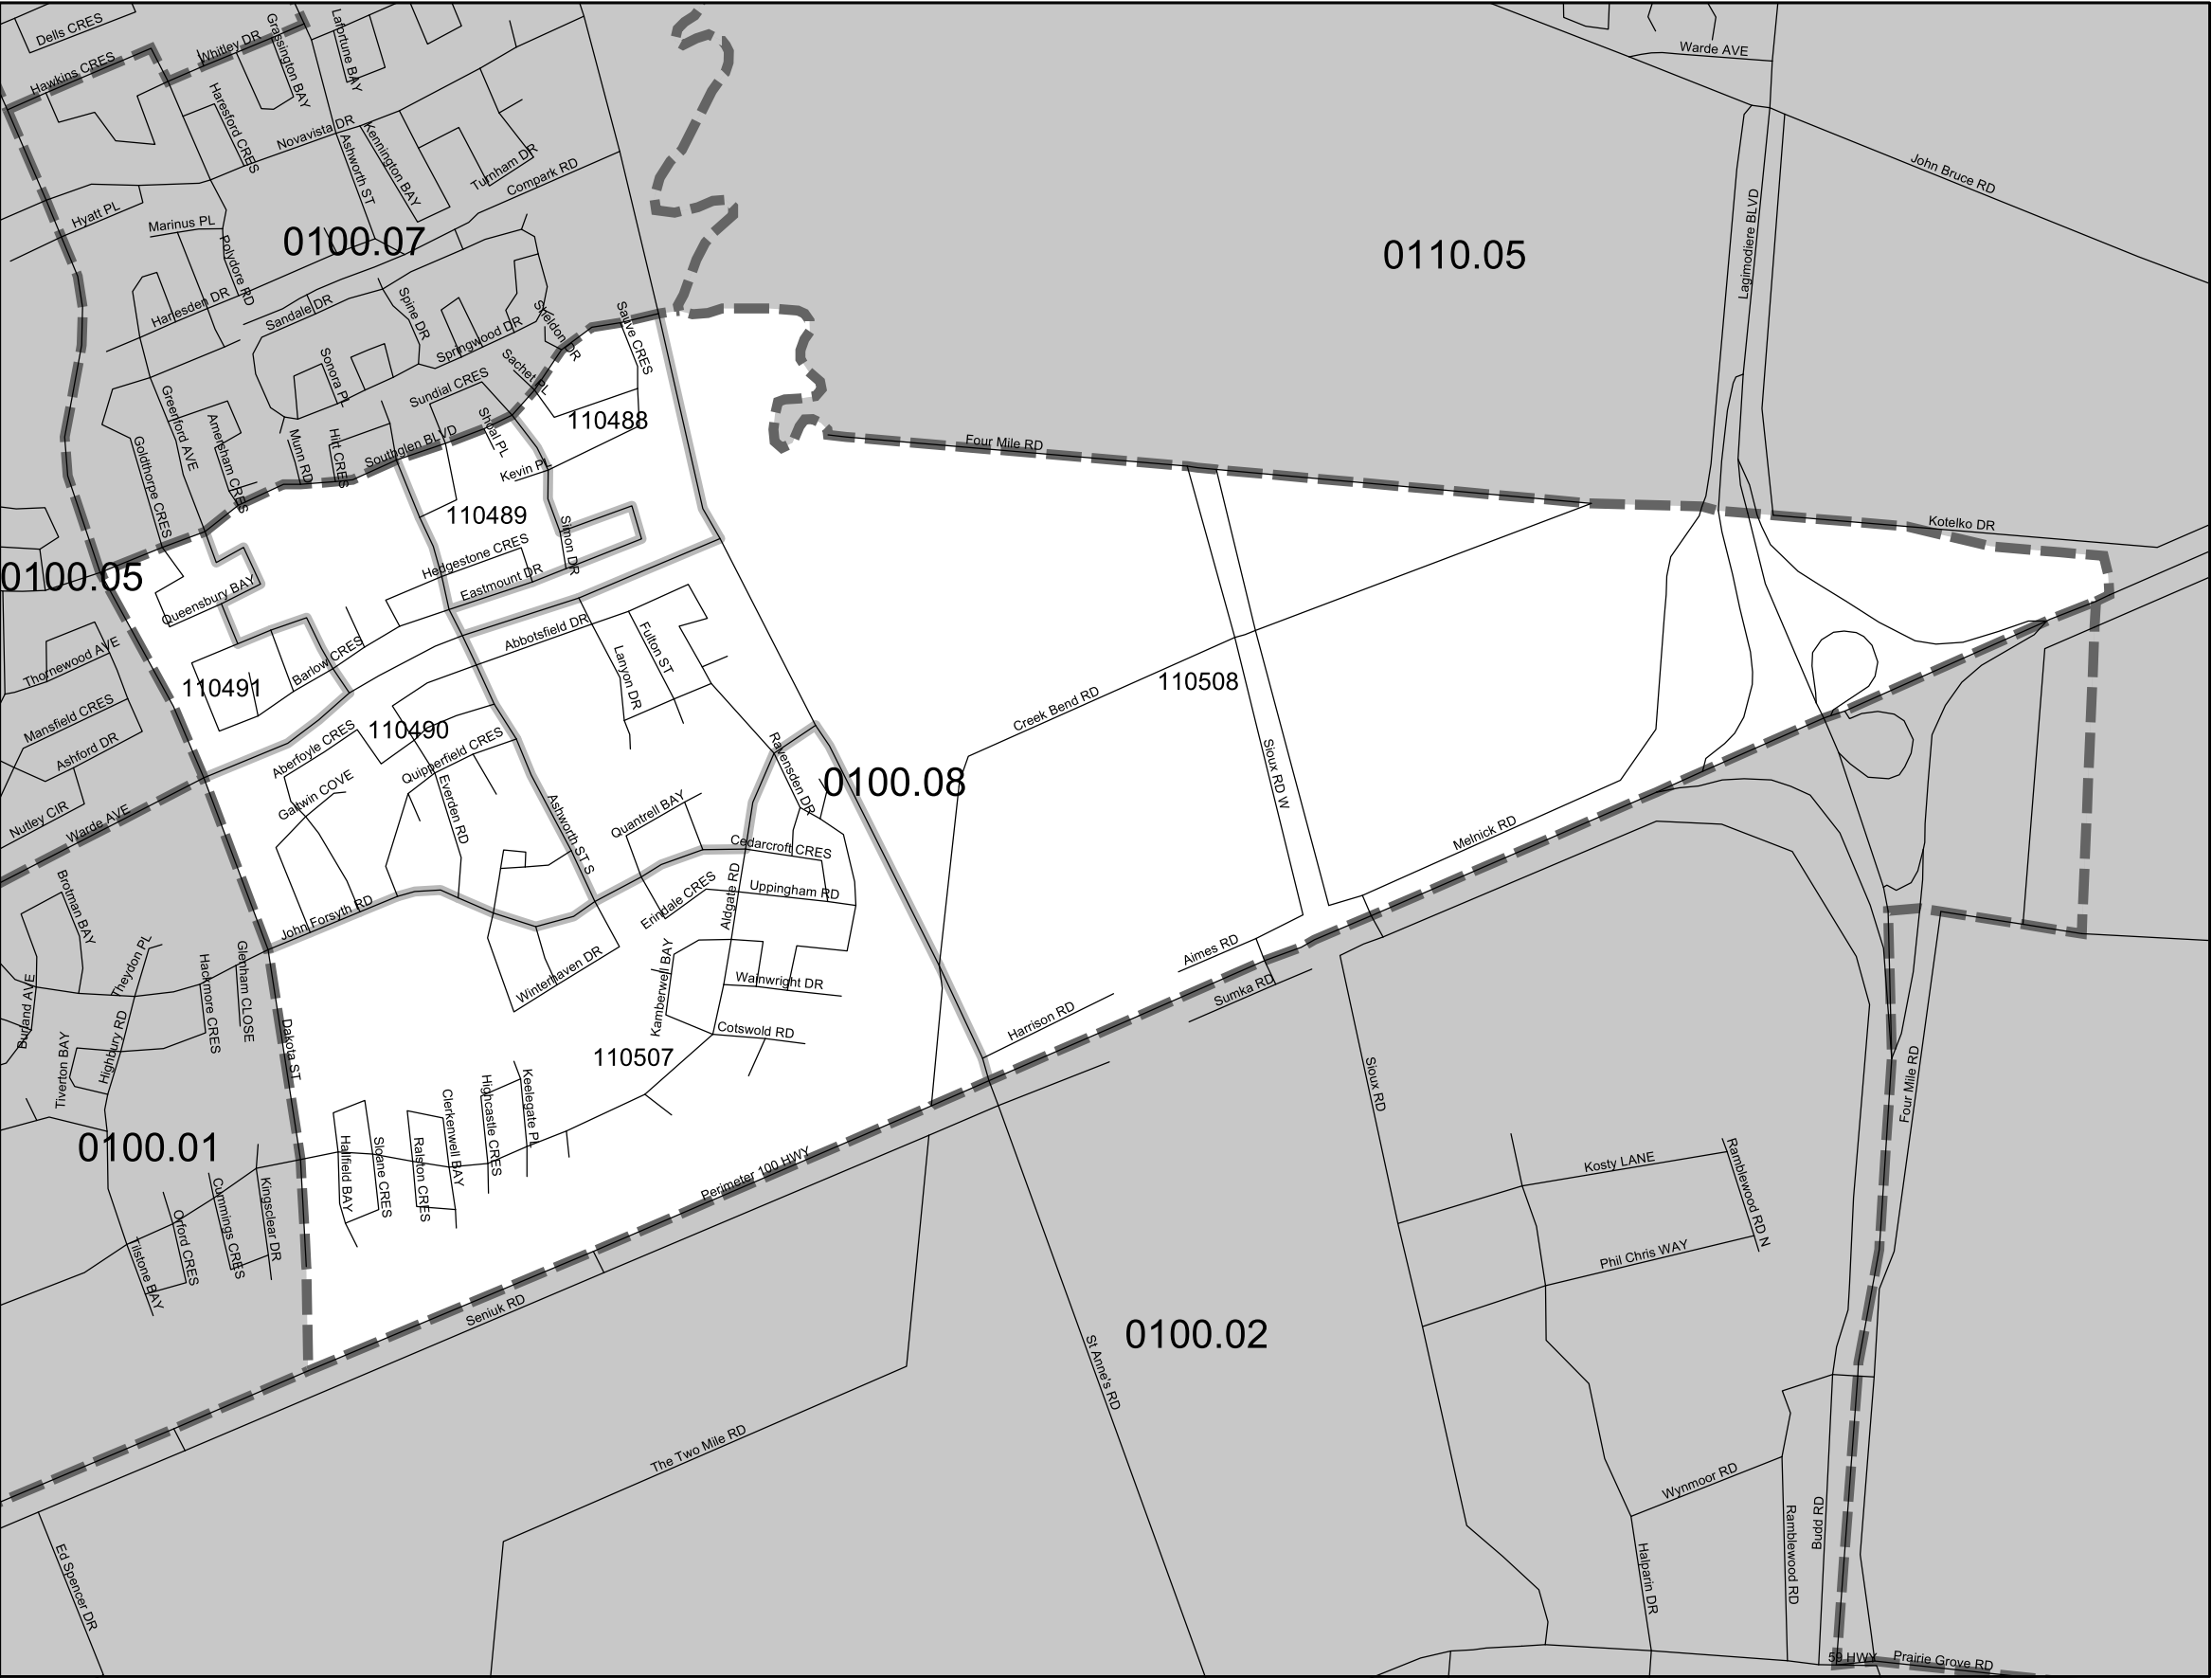 Dells CRES
Hawkins CRES
Whitley DR
Grassington BAY
Lafortune BAY
Warde AVE
Haresford CRES
Novavista DR
Ashworth ST
Kennington BAY
Turnham DR
Compark RD
John Bruce RD
Hyatt PL
Marinus PL
Polydore RD
0100.07
0110.05
Lagimodiere BLVD
Harlesden DR
Sandale DR
Spine DR
Springwood DR
Sheldon DR
Sauve CRES
Sonora PL
Sachet PL
Sundial CRES
Shoal PL
110488
Greenford AVE
Amersham CRES
Goldthorpe CRES
Munn RD
Hitt CRES
Southglen BLVD
Kevin PL
Four Mile RD
110489
Simon DR
Kotelko DR
0100.05
Hedgestone CRES
Eastmount DR
Queensbury BAY
Abbotsfield DR
Fulton ST
Lanyon DR
Thornewood AVE
Barlow CRES
110491
110508
Creek Bend RD
Mansfield CRES
Ashford DR
Aberfoyle CRES
110490
Quipperfield CRES
Ravensden DR
Sioux RD W
Garwin COVE
Everden RD
0100.08
Ashworth ST S
Quantrell BAY
Nutley CIR
Warde AVE
Cedarcroft CRES
Melnick RD
Brotman BAY
John Forsyth RD
Erindale CRES
Aldgate RD
Uppingham RD
Theydon PL
Hackmore CRES
Glenham CLOSE
Winterhaven DR
Kamberwell BAY
Wainwright DR
Aimes RD
Sumka RD
Burland AVE
Dakota ST
Cotswold RD
Harrison RD
Tiverton BAY
Highbury RD
110507
Four Mile RD
Sioux RD
Keelegate PL
Highcastle CRES
Clerkenwell BAY
0100.01
Hallfield BAY
Sloane CRES
Ralston CRES
Perimeter 100 HWY
Kosty LANE
Ramblewood RD N
Kingsclear DR
Cummings CRES
Orford CRES
Tilstone BAY
Phil Chris WAY
Seniuk RD
0100.02
St Anne's RD
The Two Mile RD
Wynmoor RD
Ramblewood RD
Budd RD
Halparin DR
Ed Spencer DR
59 HWY
Prairie Grove RD